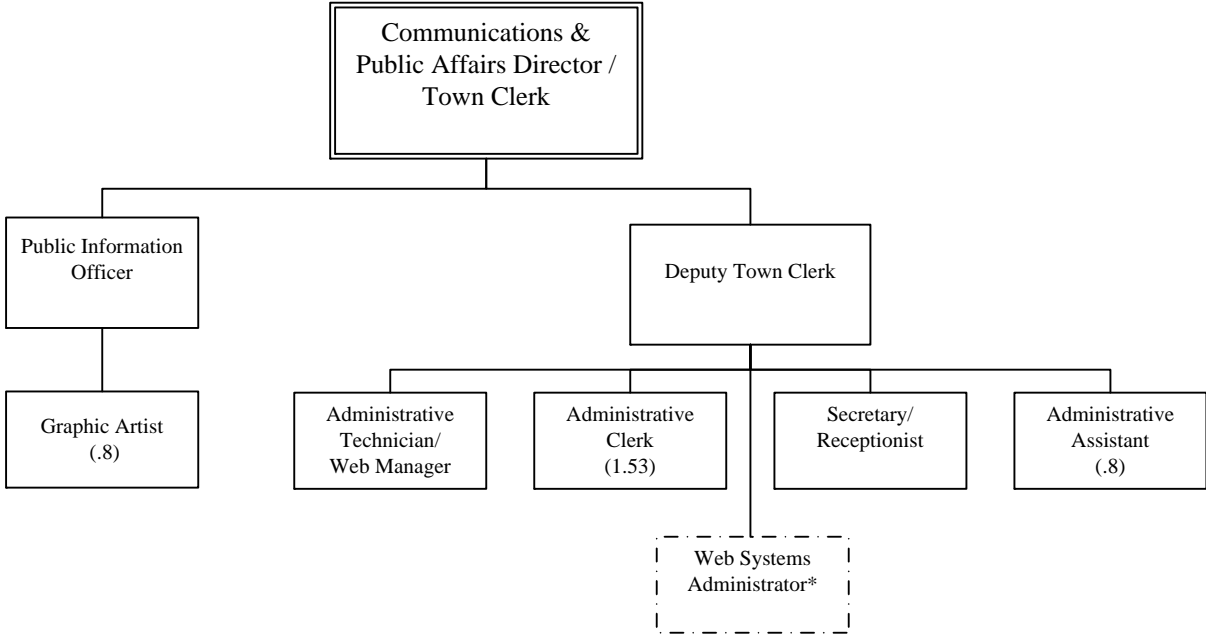 Communications &
Public Affairs Director /
Town Clerk
Public Information
Officer
Deputy Town Clerk
Graphic Artist
(.8)
Administrative
Technician/
Web Manager
Administrative
Clerk
(1.53)
Secretary/
Receptionist
Administrative
Assistant
(.8)
Web Systems
Administrator*